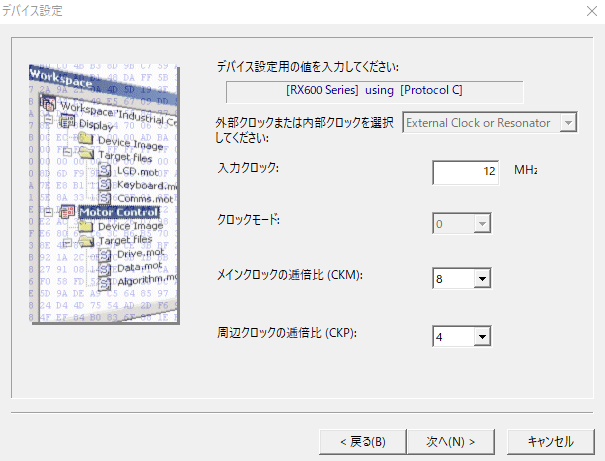 デバイス設定
デバイス設定用の値を入力してください:
[RX600 Series] using [Protocol C]
外部クロックまたは内部クロックを選択
してください:
External Clock or Resonator
入力クロック:
12
MHz
クロックモード:
0
メインクロックの逓倍比 (CKM):
8
周辺クロックの逓倍比 (CKP):
4
Workspace
Workspace 'Industrial Co
Display
Device Image
Target files
LCD.mot
Keyboard.mo
Comms.mot
Motor Control
Device Image
Target files
Drive.mot
Data.mot
Algorithm.mo
< 戻る(B)
次へ(N) >
キャンセル